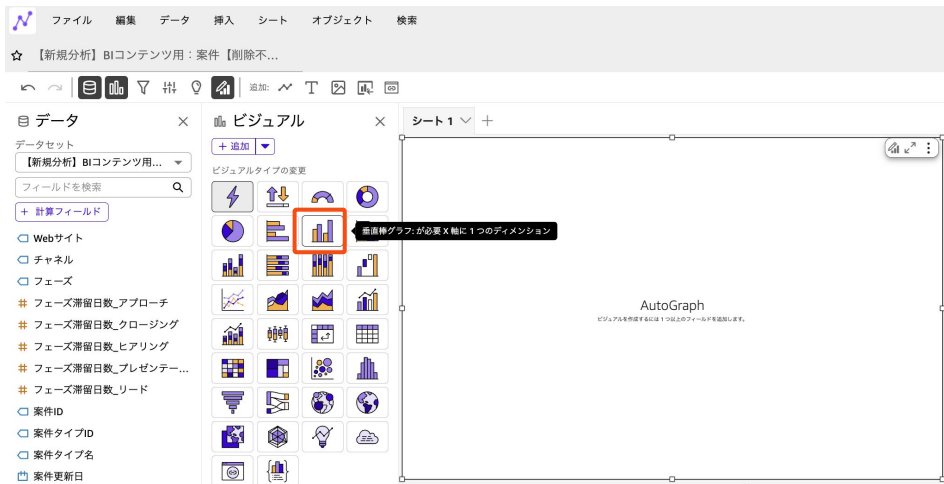 ファイル 編集 データ 挿入 シート オブジェクト 検索
【新規分析】BIコンテンツ用：案件【削除不...
追加:
データ
データセット
【新規分析】BIコンテンツ用...
フィールドを検索
+ 計算フィールド
Webサイト
チャネル
フェーズ
フェーズ滞留日数_アプローチ
フェーズ滞留日数_クロージング
フェーズ滞留日数_ヒアリング
フェーズ滞留日数_プレゼンテー...
フェーズ滞留日数_リード
案件ID
案件タイプID
案件タイプ名
案件更新日
ビジュアル
+ 追加
ビジュアルタイプの変更
垂直棒グラフ: が必要 X 軸に 1 つのディメンション
シート 1
AutoGraph
ビジュアルを作成するには 1 つ以上のフィールドを追加します。